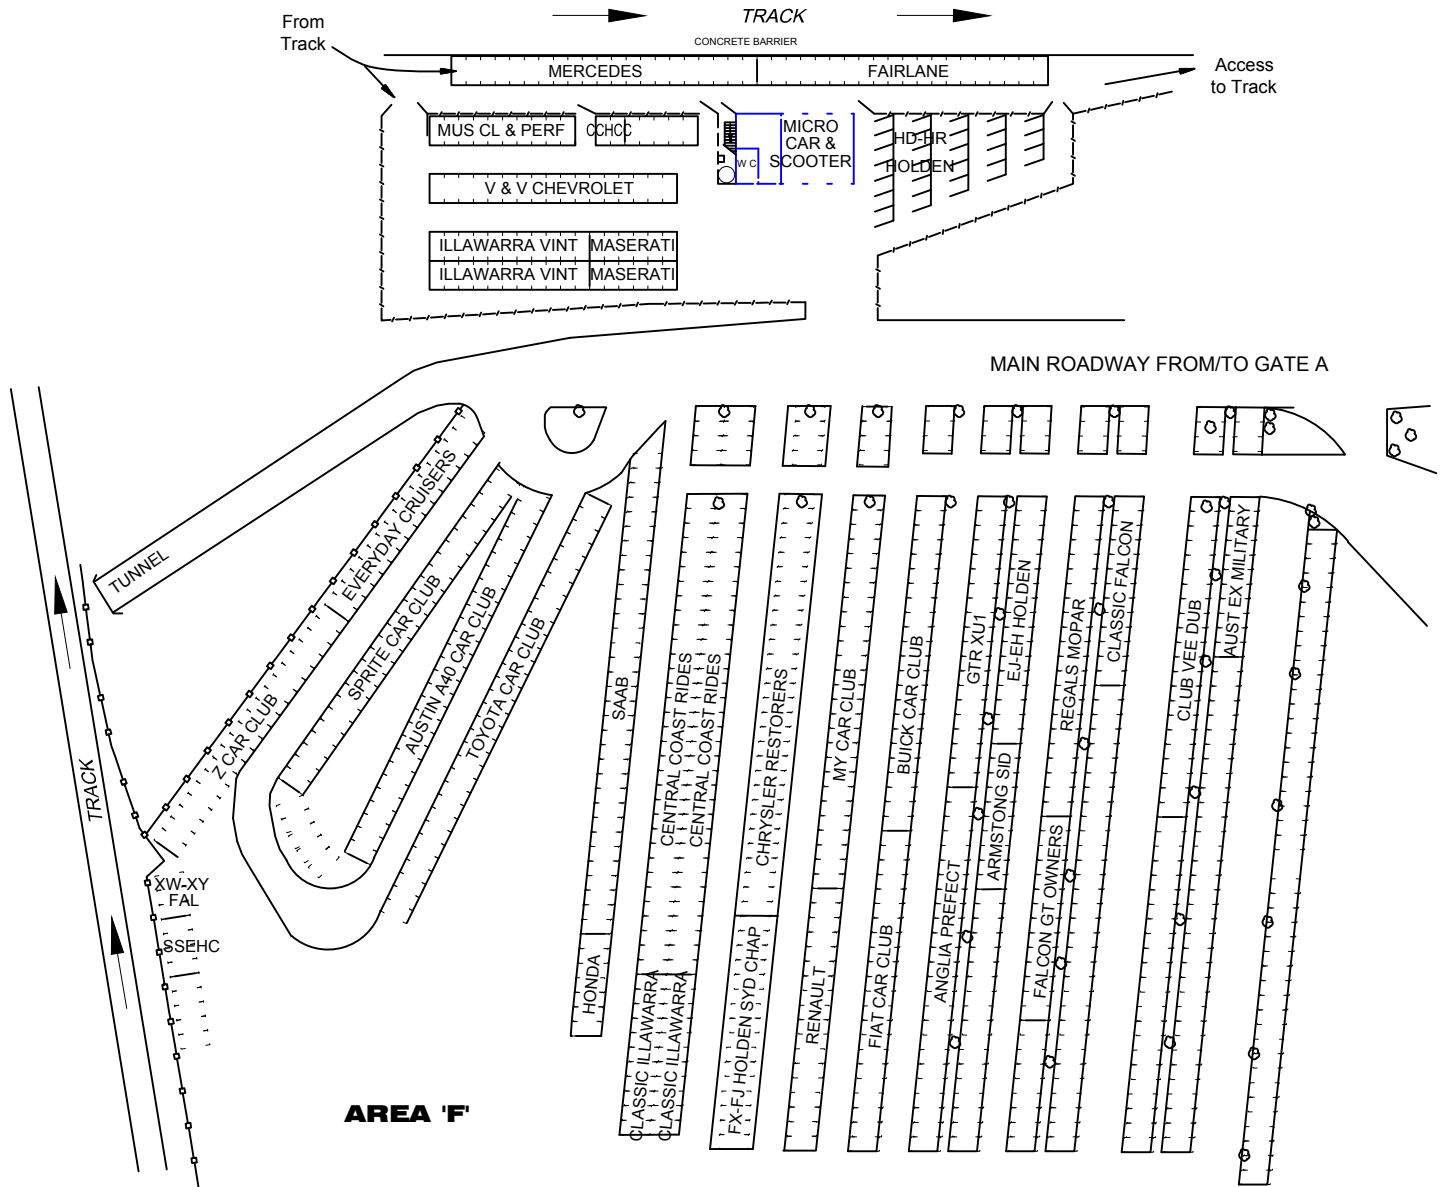 TRACK
From
Track
CONCRETE BARRIER
MERCEDES
FAIRLANE
Access
to Track
MUS CL & PERF
CCHCC
W C
MICRO
CAR &
SCOOTER
HD-HR
HOLDEN
V & V CHEVROLET
ILLAWARRA VINT
MASERATI
ILLAWARRA VINT
MASERATI
MAIN ROADWAY FROM/TO GATE A
TUNNEL
TRACK
EVERYDAY CRUISERS
Z CAR CLUB
SPRITE CAR CLUB
AUSTIN A40 CAR CLUB
TOYOTA CAR CLUB
XW-XY
FAL
SSEHC
SAAB
HONDA
CENTRAL COAST RIDES
CENTRAL COAST RIDES
CLASSIC ILLAWARRA
CLASSIC ILLAWARRA
CHRYSLER RESTORERS
FX-FJ HOLDEN SYD CHAP
MY CAR CLUB
RENAULT
BUICK CAR CLUB
FIAT CAR CLUB
GTR XU1
ANGLIA PREFECT
EJ-EH HOLDEN
ARMSTONG SID
REGALS MOPAR
FALCON GT OWNERS
CLASSIC FALCON
CLUB VEE DUB
AUST EX MILITARY
AREA 'F'